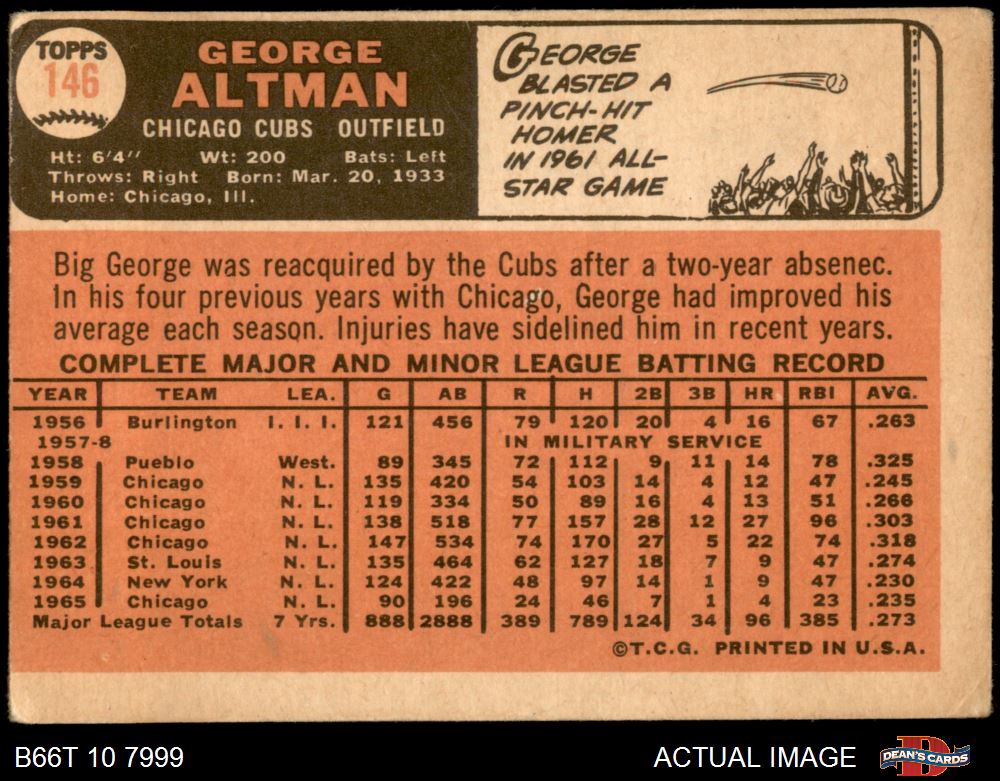 TOPPS
146
GEORGE
ALTMAN
CHICAGO CUBS OUTFIELD
Ht: 6'4" Wt: 200 Bats: Left
Throws: Right Born: Mar. 20, 1933
Home: Chicago, Ill.
GEORGE
BLASTED A
PINCH-HIT
HOMER
IN 1961 ALL-
STAR GAME
Big George was reacquired by the Cubs after a two-year absenec.
In his four previous years with Chicago, George had improved his
average each season. Injuries have sidelined him in recent years.
COMPLETE MAJOR AND MINOR LEAGUE BATTING RECORD
YEAR TEAM LEA. G AB R H 2B 3B HR RBI AVG.
1956 Burlington I. I. I. 121 456 79 120 20 4 16 67 .263
1957-8 IN MILITARY SERVICE
1958 Pueblo West. 89 345 72 112 9 11 14 78 .325
1959 Chicago N. L. 135 420 54 103 14 4 12 47 .245
1960 Chicago N. L. 119 334 50 89 16 4 13 51 .266
1961 Chicago N. L. 138 518 77 157 28 12 27 96 .303
1962 Chicago N. L. 147 534 74 170 27 5 22 74 .318
1963 St. Louis N. L. 135 464 62 127 18 7 9 47 .274
1964 New York N. L. 124 422 48 97 14 1 9 47 .230
1965 Chicago N. L. 90 196 24 46 7 1 4 23 .235
Major League Totals 7 Yrs. 888 2888 389 789 124 34 96 385 .273
©T.C.G. PRINTED IN U.S.A.
B66T 10 7999
ACTUAL IMAGE
DEAN'S CARDS